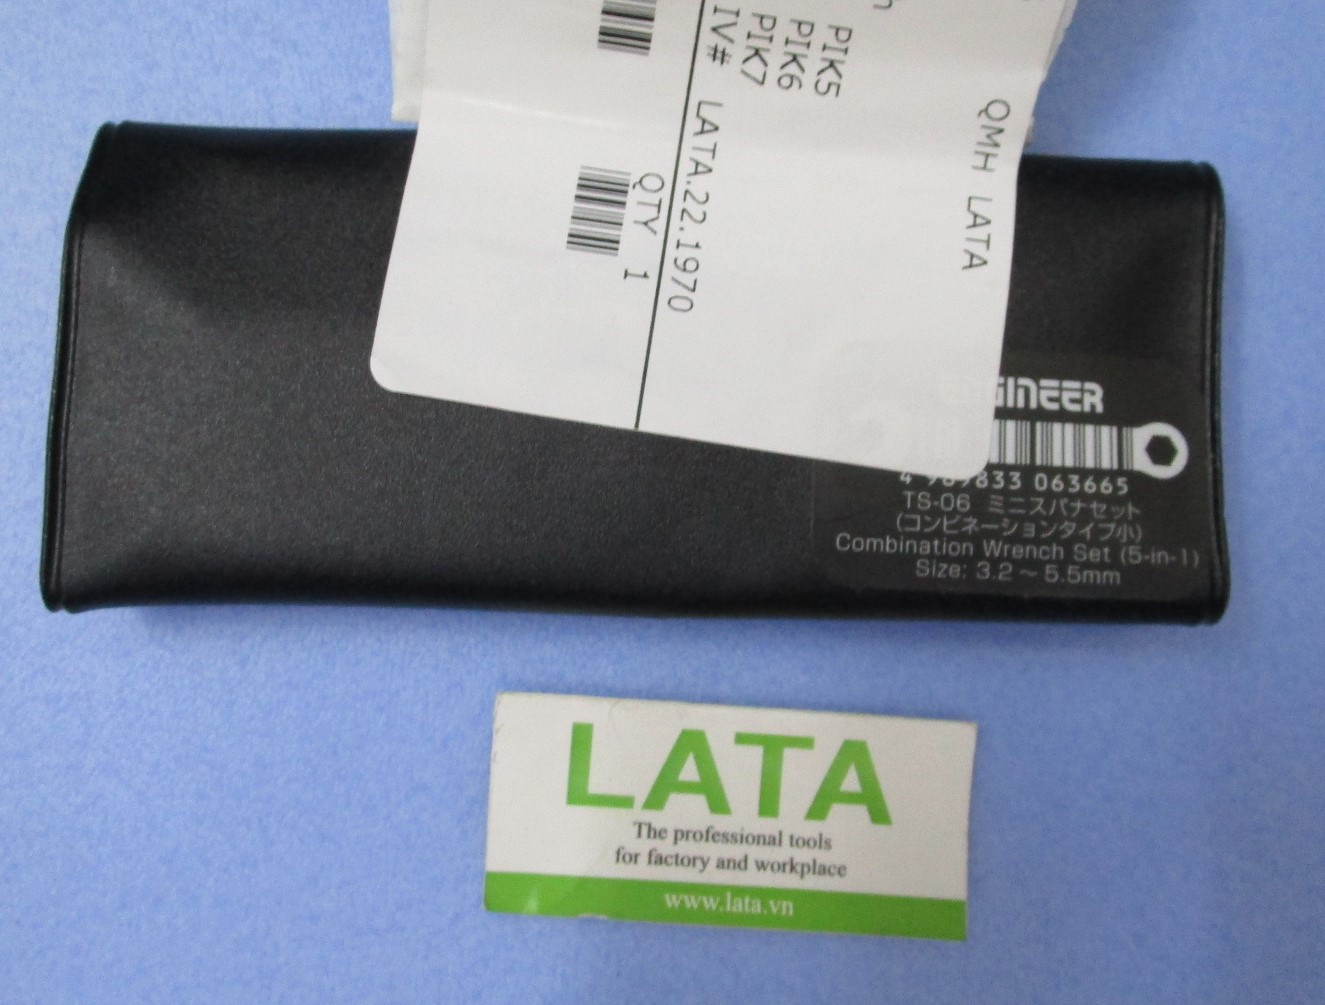 QMH LATA
PIK5
PIK6
PIK7
IV# LATA.22.1970
QTY 1
833 063665
TS-06 ミニスパナセット
(コンビネーションタイプ小)
Combination Wrench Set (5-in-1)
Size: 3.2 ~ 5.5mm
LATA
The professional tools
for factory and workplace
www.lata.vn